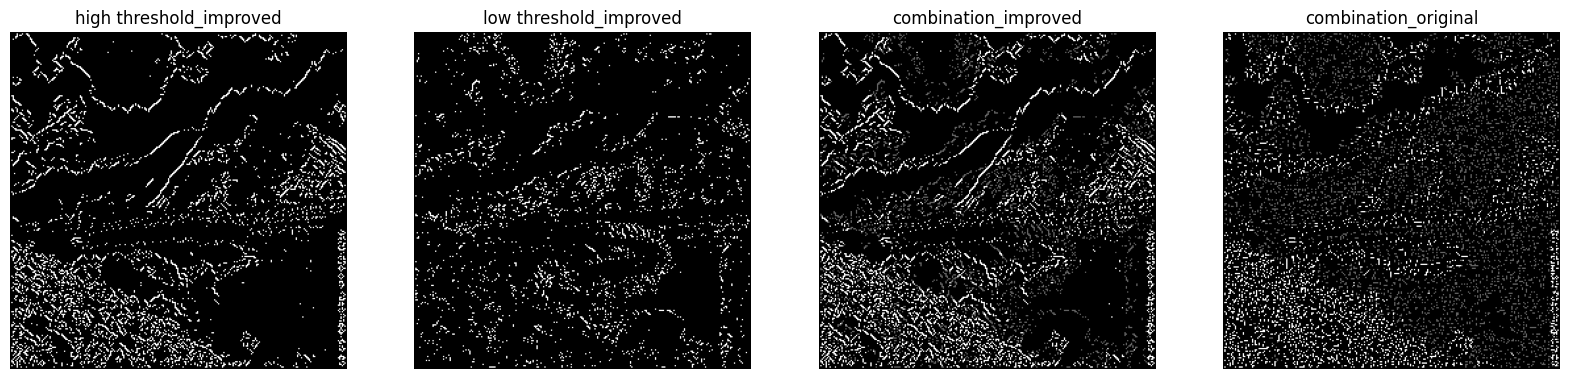 high threshold_improved
low threshold_improved
combination_improved
combination_original